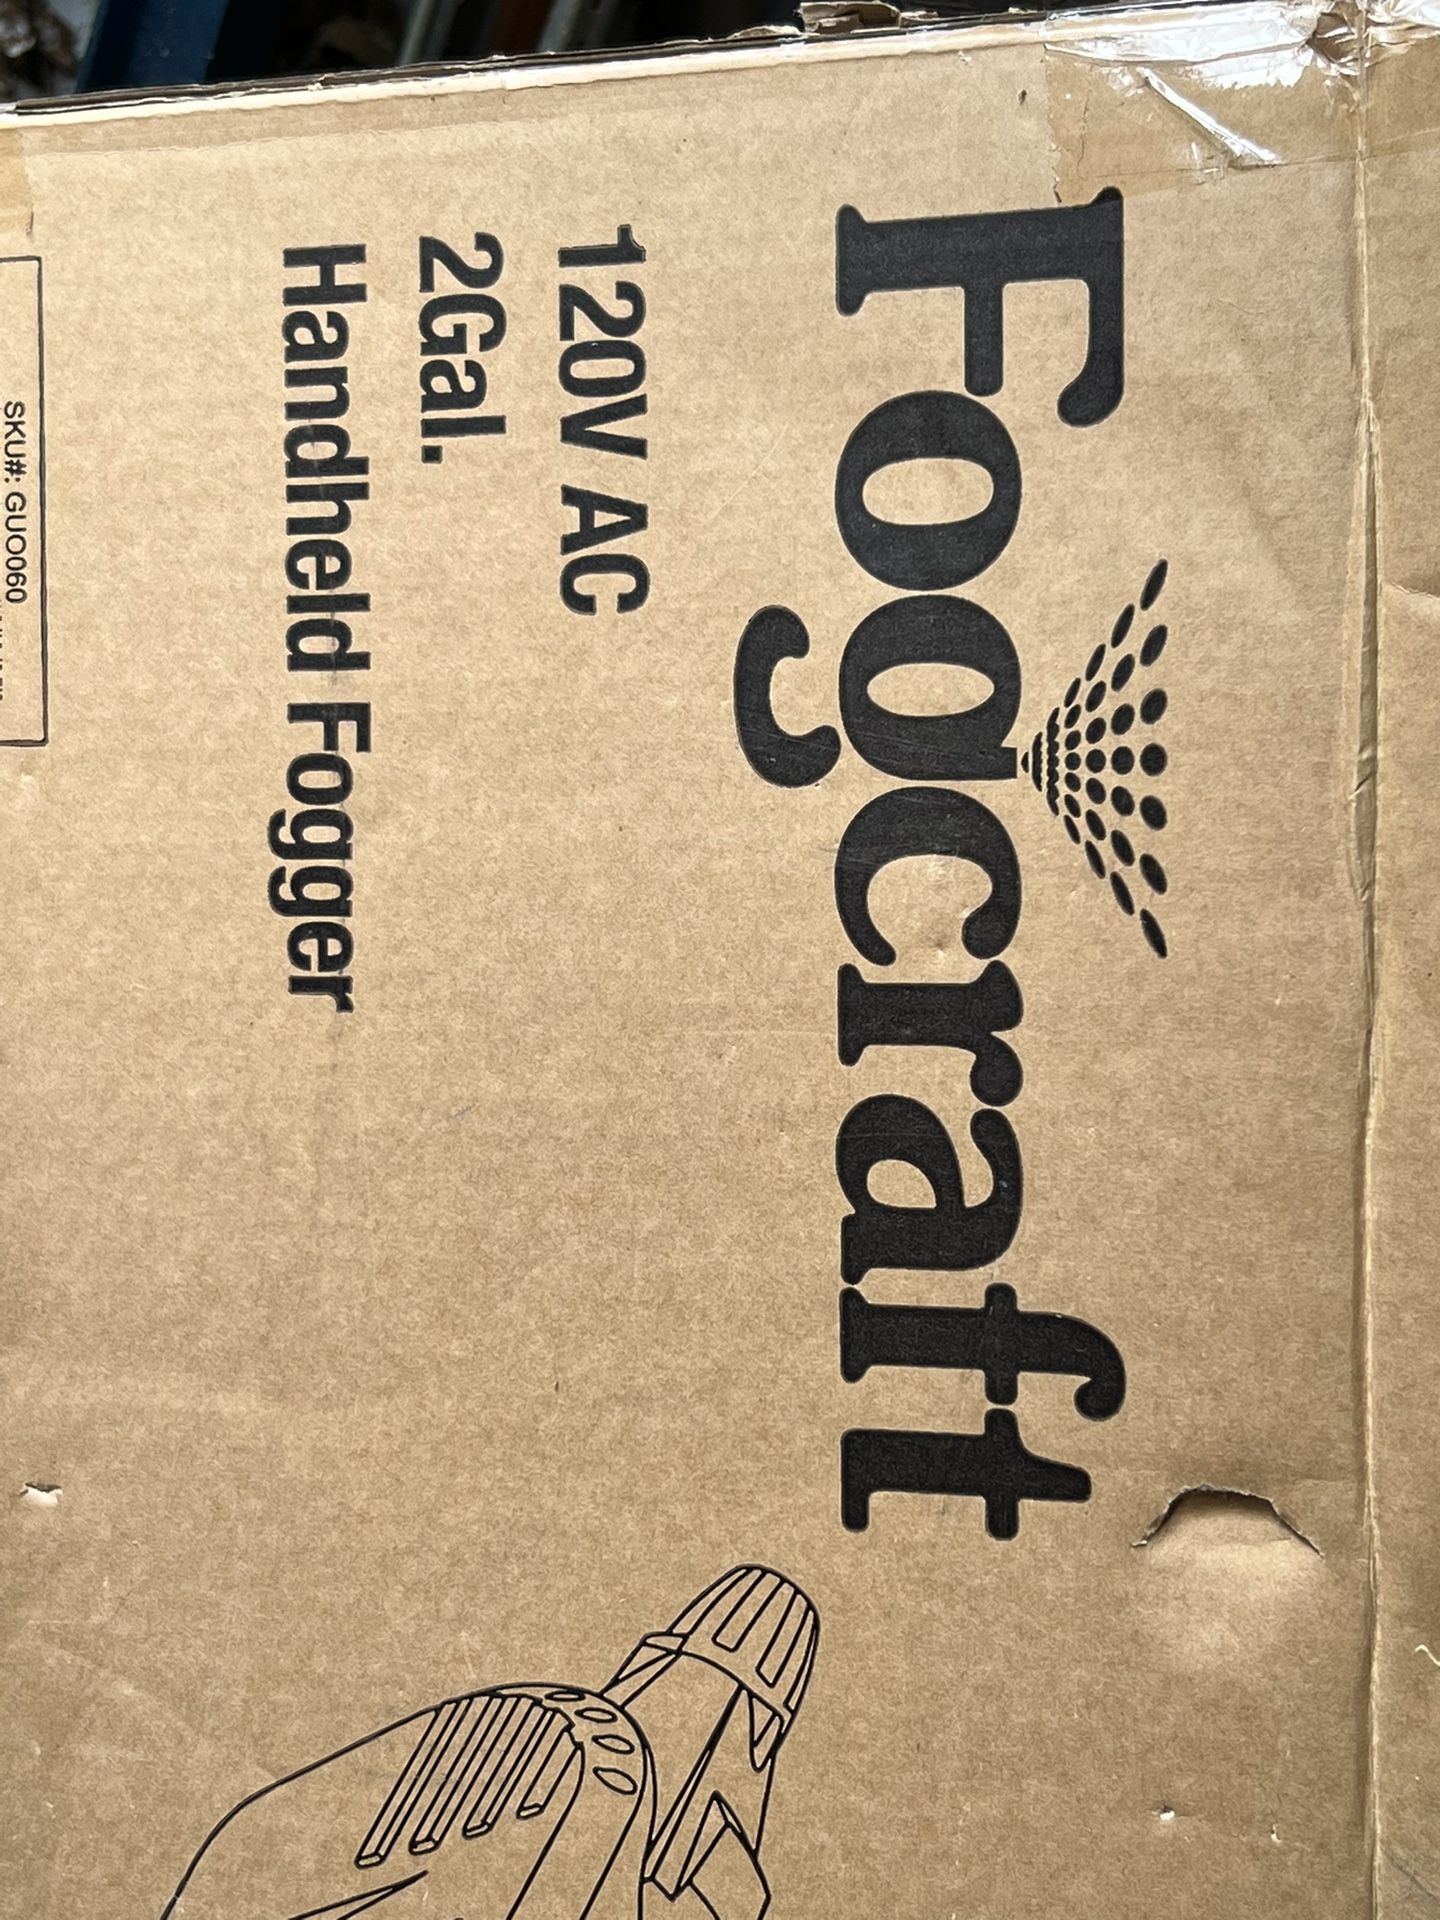 Fogcraft
120V AC
2Gal.
Handheld Fogger
SKU#: GUO060